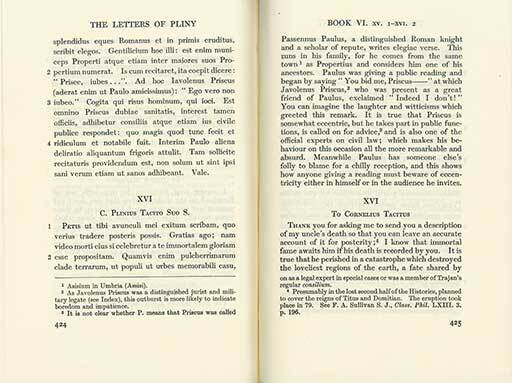 THE LETTERS OF PLINY
splendidus eques Romanus et in primis eruditus,
scribit elegos. Gentilicium hoc illi: est enim muni-
ceps Properti atque etiam inter maiores suos Pro-
2 pertium numerat. Is cum recitaret, ita coepit dicere:
"Prisce, iubes . . .". Ad hoc Iavolenus Priscus
(aderat enim ut Paulo amicissimus): "Ego vero non
3 iubeo." Cogita qui risus hominum, qui ioci. Est
omnino Priscus dubiae sanitatis, interest tamen
officiis, adhibetur consiliis atque etiam ius civile
publice respondet: quo magis quod tunc fecit et
4 ridiculum et notabile fuit. Interim Paulo aliena
deliratio aliquantum frigoris attulit. Tam sollicite
recitaturis providendum est, non solum ut sint ipsi
sani verum etiam ut sanos adhibeant. Vale.
XVI
C. Plinius Tacito Suo S.
1 Petis ut tibi avunculi mei exitum scribam, quo
verius tradere posteris possis. Gratias ago; nam
video morti eius si celebretur a te immortalem gloriam
2 esse propositam. Quamvis enim pulcherrimarum
clade terrarum, ut populi ut urbes memorabili casu,
1 Asisium in Umbria (Assisi).
2 As Javolenus Priscus was a distinguished jurist and mili-
tary legate (see Index), this outburst is more likely to indicate
boredom and impatience.
3 It is not clear whether P. means that Priscus was called
424
BOOK VI. xv. 1–xvi. 2
Passennus Paulus, a distinguished Roman knight
and a scholar of repute, writes elegiac verse. This
runs in his family, for he comes from the same
town1 as Propertius and considers him one of his
ancestors. Paulus was giving a public reading and
began by saying "You bid me, Priscus——" at which
Javolenus Priscus,2 who was present as a great
friend of Paulus, exclaimed "Indeed I don't!"
You can imagine the laughter and witticisms which
greeted this remark. It is true that Priscus is
somewhat eccentric, but he takes part in public func-
tions, is called on for advice,3 and is also one of the
official experts on civil law; which makes his be-
haviour on this occasion all the more remarkable and
absurd. Meanwhile Paulus has someone else's
folly to blame for a chilly reception, and this shows
how anyone giving a reading must beware of eccen-
tricity either in himself or in the audience he invites.
XVI
To Cornelius Tacitus
Thank you for asking me to send you a description
of my uncle's death so that you can leave an accurate
account of it for posterity;4 I know that immortal
fame awaits him if his death is recorded by you. It is
true that he perished in a catastrophe which destroyed
the loveliest regions of the earth, a fate shared by
on as a legal expert in special cases or was a member of Trajan's
regular consilium.
4 Presumably in the lost second half of the Histories, planned
to cover the reigns of Titus and Domitian. The eruption took
place in 79. See F. A. Sullivan S. J., Class. Phil. LXIII. 3.
p. 196.
425